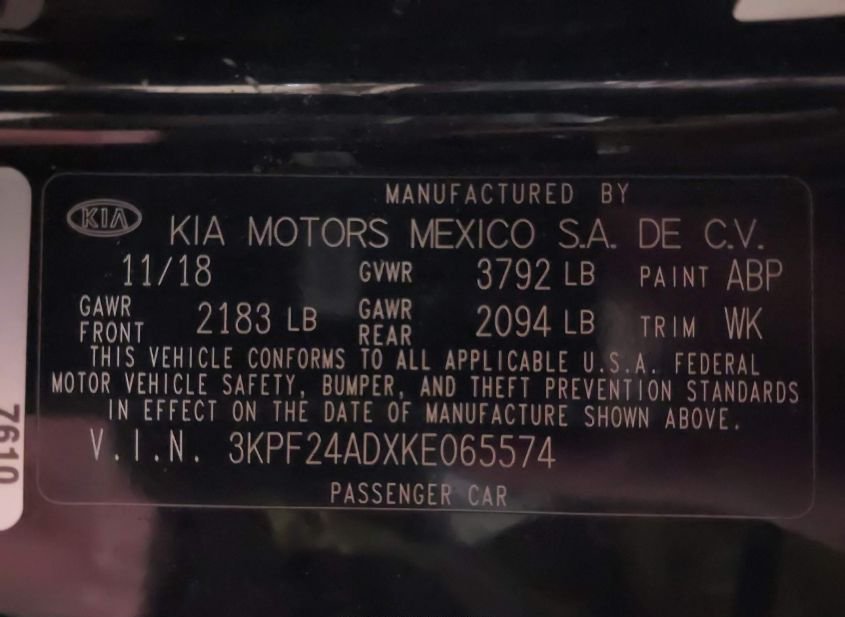 MANUFACTURED BY
KIA KIA MOTORS MEXICO S.A. DE C.V.
11/18 GVWR 3792 LB PAINT ABP
GAWR FRONT 2183 LB GAWR REAR 2094 LB TRIM WK
THIS VEHICLE CONFORMS TO ALL APPLICABLE U.S.A. FEDERAL
MOTOR VEHICLE SAFETY, BUMPER, AND THEFT PREVENTION STANDARDS
IN EFFECT ON THE DATE OF MANUFACTURE SHOWN ABOVE.
V.I.N. 3KPF24ADXKE065574
PASSENGER CAR
7610